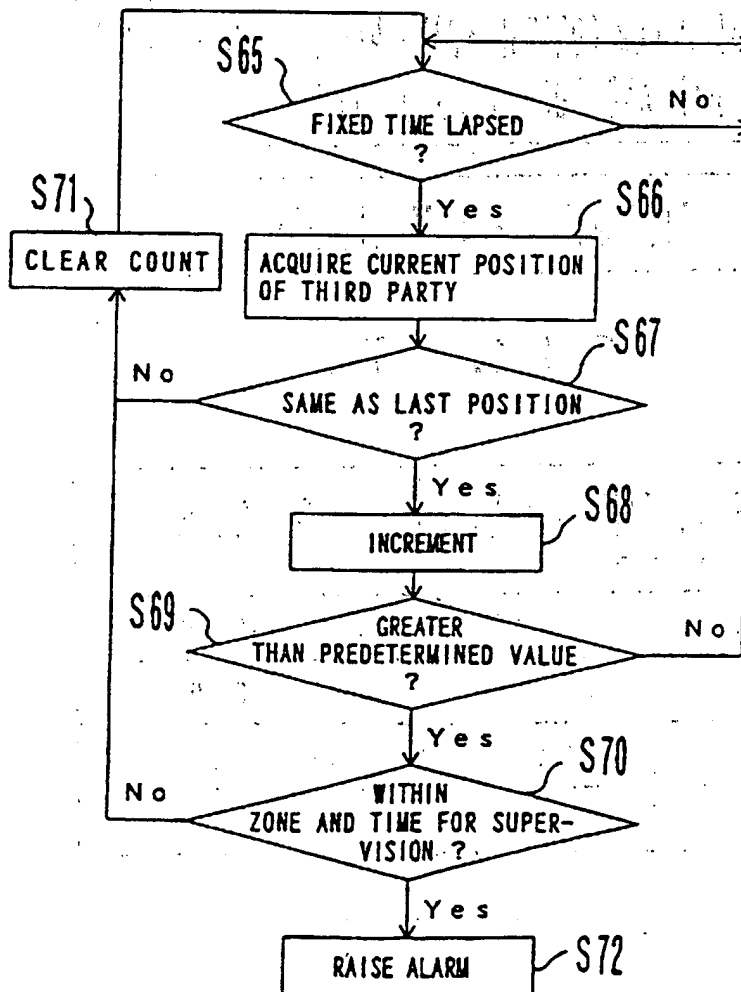 S65
No
FIXED TIME LAPSED
?
S71
Yes
S66
CLEAR COUNT
ACQUIRE CURRENT POSITION
OF THIRD PARTY
S67
No
SAME AS LAST POSITION
?
Yes
S68
INCREMENT
S69
GREATER
THAN PREDETERMINED VALUE
?
No
Yes
S70
No
WITHIN
ZONE AND TIME FOR SUPER-
VISION ?
Yes
S72
RAISE ALARM